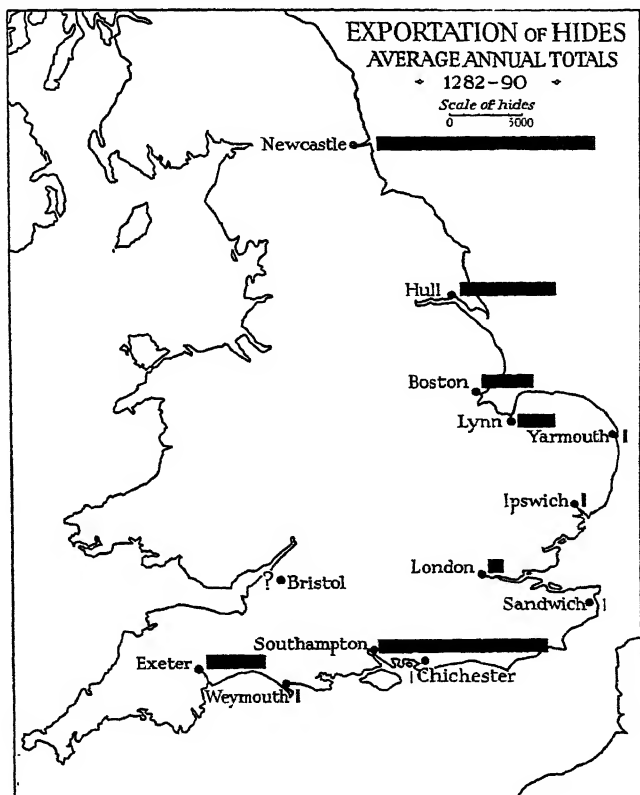 EXPORTATION OF HIDES
AVERAGE ANNUAL TOTALS
1282-90
Scale of hides
0 5000
Newcastle
Hull
Boston
Lynn
Yarmouth
Ipswich
London
? Bristol
Sandwich
Southampton
Exeter
Chichester
Weymouth